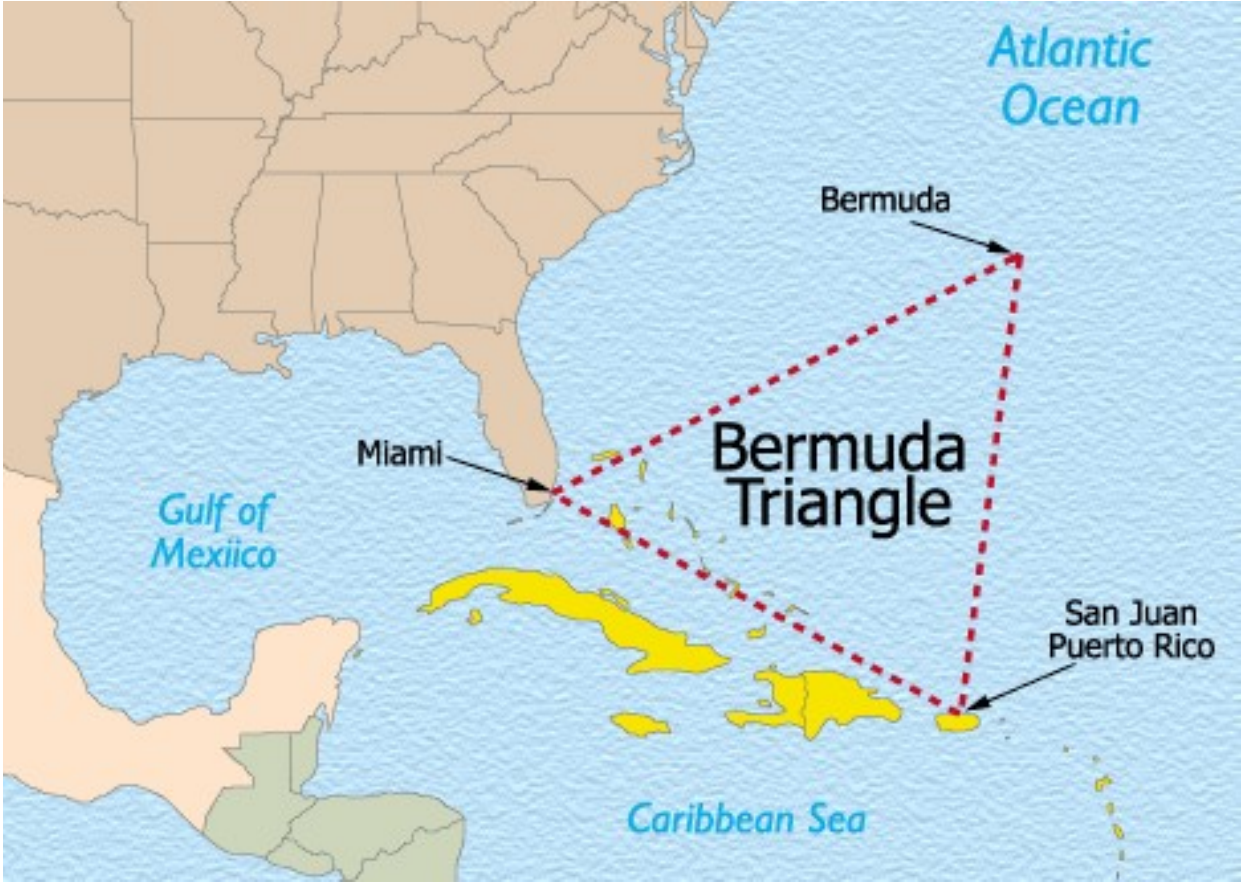 Atlantic
Ocean
Bermuda
Bermuda
Triangle
Miami
Gulf of
Mexiico
San Juan
Puerto Rico
Caribbean Sea